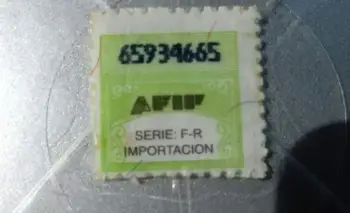 65934665
AFIP
SERIE: F-R
IMPORTACION